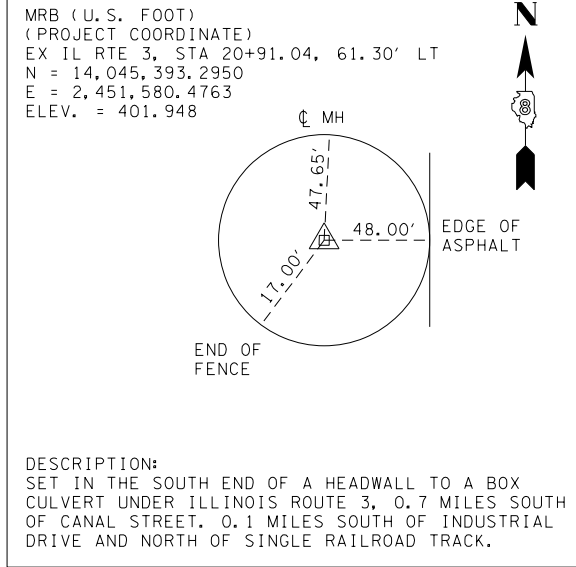 MRB (U.S. FOOT)
(PROJECT COORDINATE)
EX IL RTE 3, STA 20+91.04, 61.30' LT
N = 14,045,393.2950
E = 2,451,580.4763
ELEV. = 401.948
N
8
℄ MH
47.65'
48.00'
EDGE OF
ASPHALT
17.00'
END OF
FENCE
DESCRIPTION:
SET IN THE SOUTH END OF A HEADWALL TO A BOX
CULVERT UNDER ILLINOIS ROUTE 3, 0.7 MILES SOUTH
OF CANAL STREET. 0.1 MILES SOUTH OF INDUSTRIAL
DRIVE AND NORTH OF SINGLE RAILROAD TRACK.